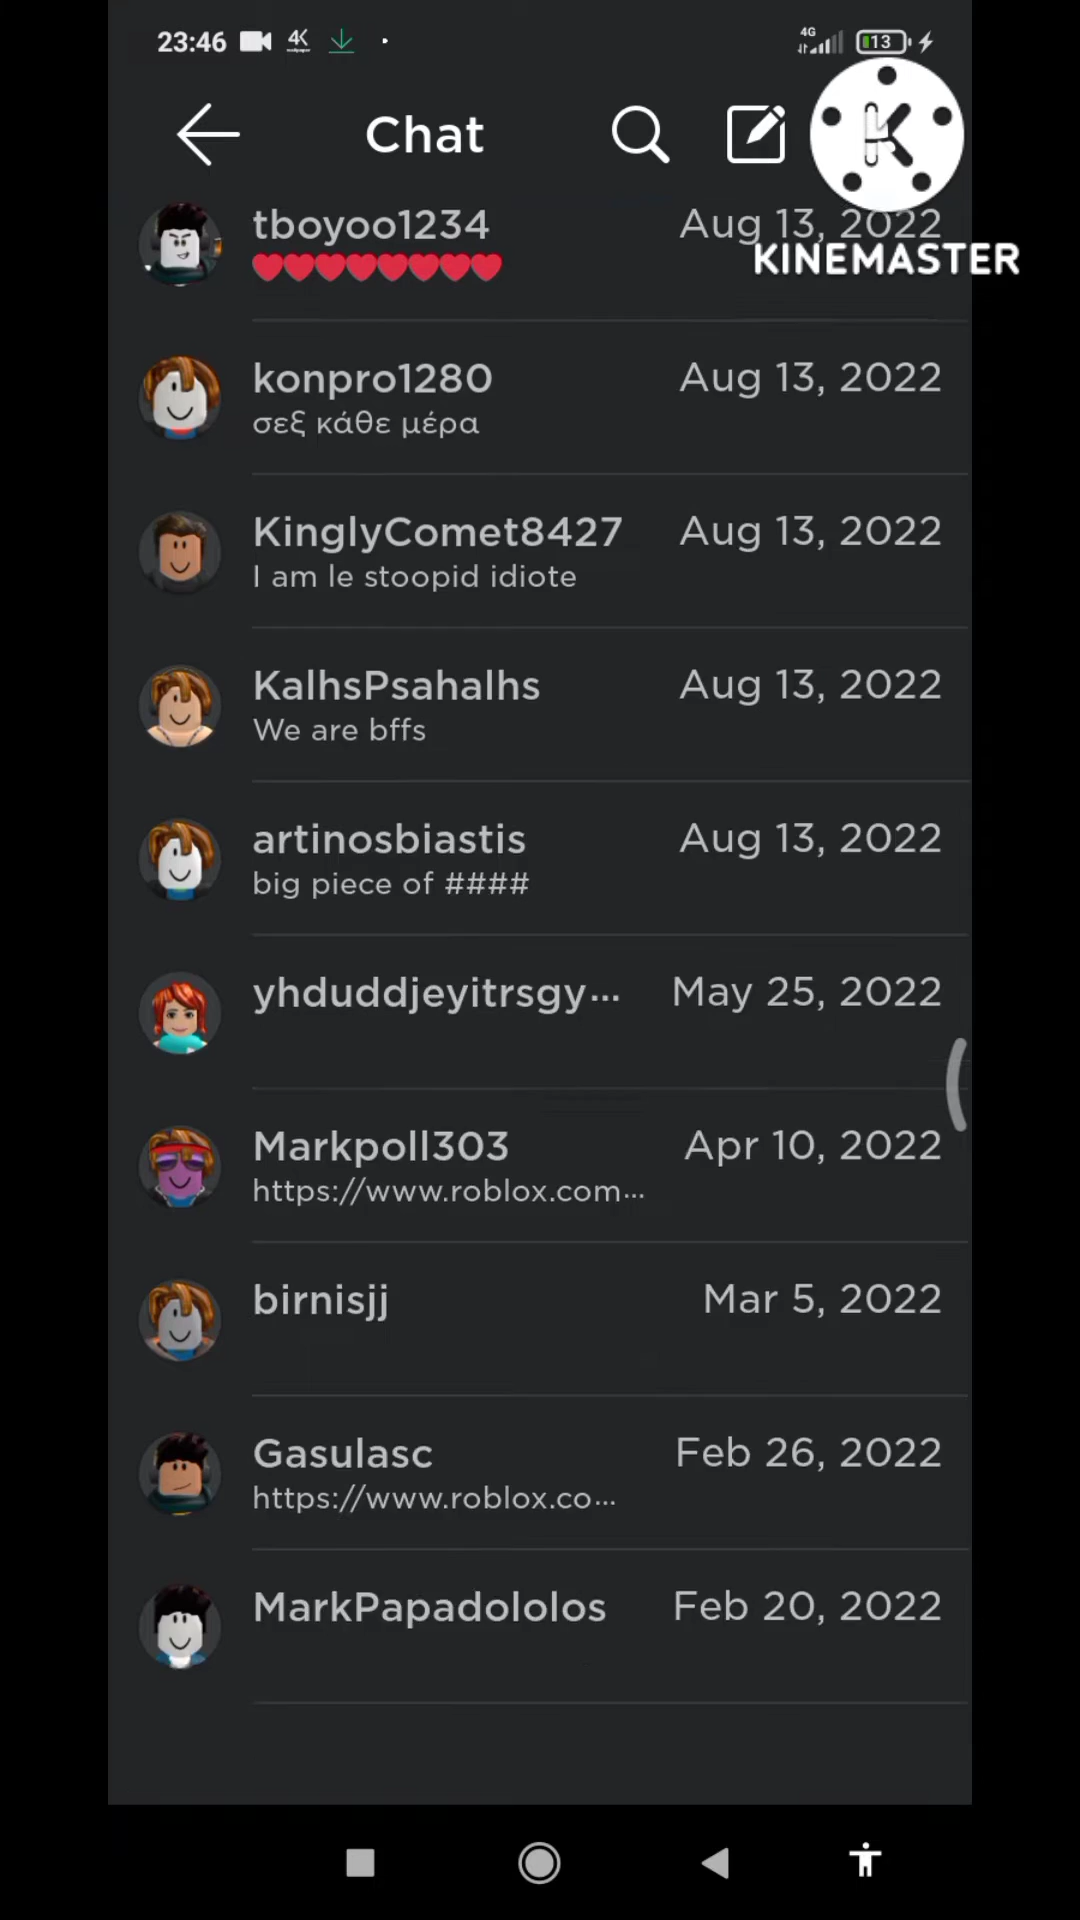 23:46 4K 4G 13
Chat
K
KINEMASTER
tboyoo1234 Aug 13, 2022
❤❤❤❤❤❤❤❤
konpro1280 Aug 13, 2022
σεξ κάθε μέρα
KinglyComet8427 Aug 13, 2022
I am le stoopid idiote
KalhsPsahalhs Aug 13, 2022
We are bffs
artinosbiastis Aug 13, 2022
big piece of ####
yhduddjeyitrsgy... May 25, 2022
Markpoll303 Apr 10, 2022
https://www.roblox.com...
birnisjj Mar 5, 2022
Gasulasc Feb 26, 2022
https://www.roblox.co...
MarkPapadololos Feb 20, 2022